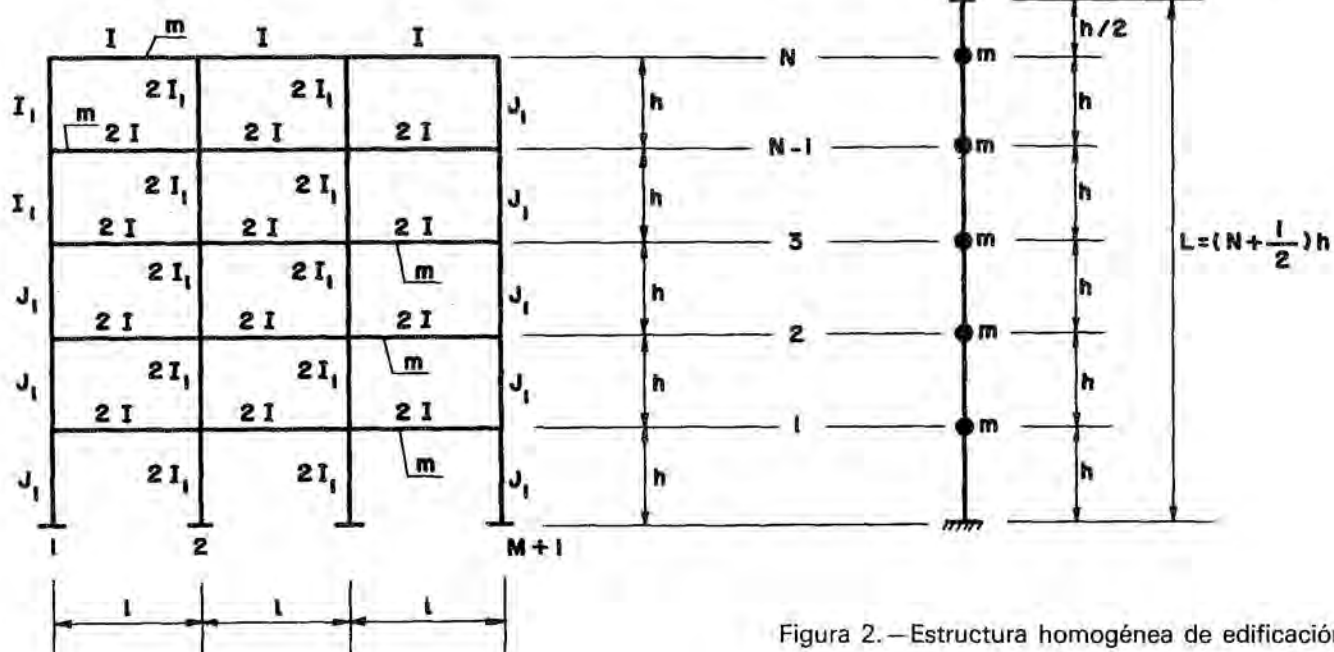 I m I I
I₁ 2 I₁ 2 I₁ J₁ h N m h/2
m 2 I 2 I 2 I N-1 m h
I₁ 2 I₁ 2 I₁ J₁ h h
2 I 2 I 2 I 3 m L=(N+1/2)h
J₁ 2 I₁ 2 I₁ m J₁ h h
2 I 2 I 2 I 2 m
J₁ 2 I₁ 2 I₁ m J₁ h h
2 I 2 I 2 I 1 m
J₁ 2 I₁ 2 I₁ m J₁ h h
1 2 M+1
l l l
Figura 2.—Estructura homogénea de edificación